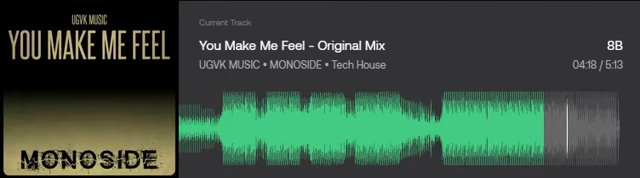 UGVK MUSIC
YOU MAKE ME FEEL
MONOSIDE
Current Track
You Make Me Feel - Original Mix
8B
UGVK MUSIC • MONOSIDE • Tech House
04:18 / 5:13